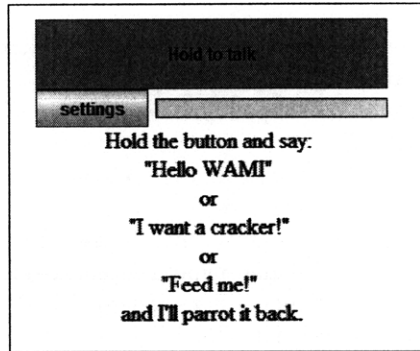 Hold to talk
settings
Hold the button and say:
"Hello WAMI"
or
"I want a cracker!"
or
"Feed me!"
and I'll parrot it back.